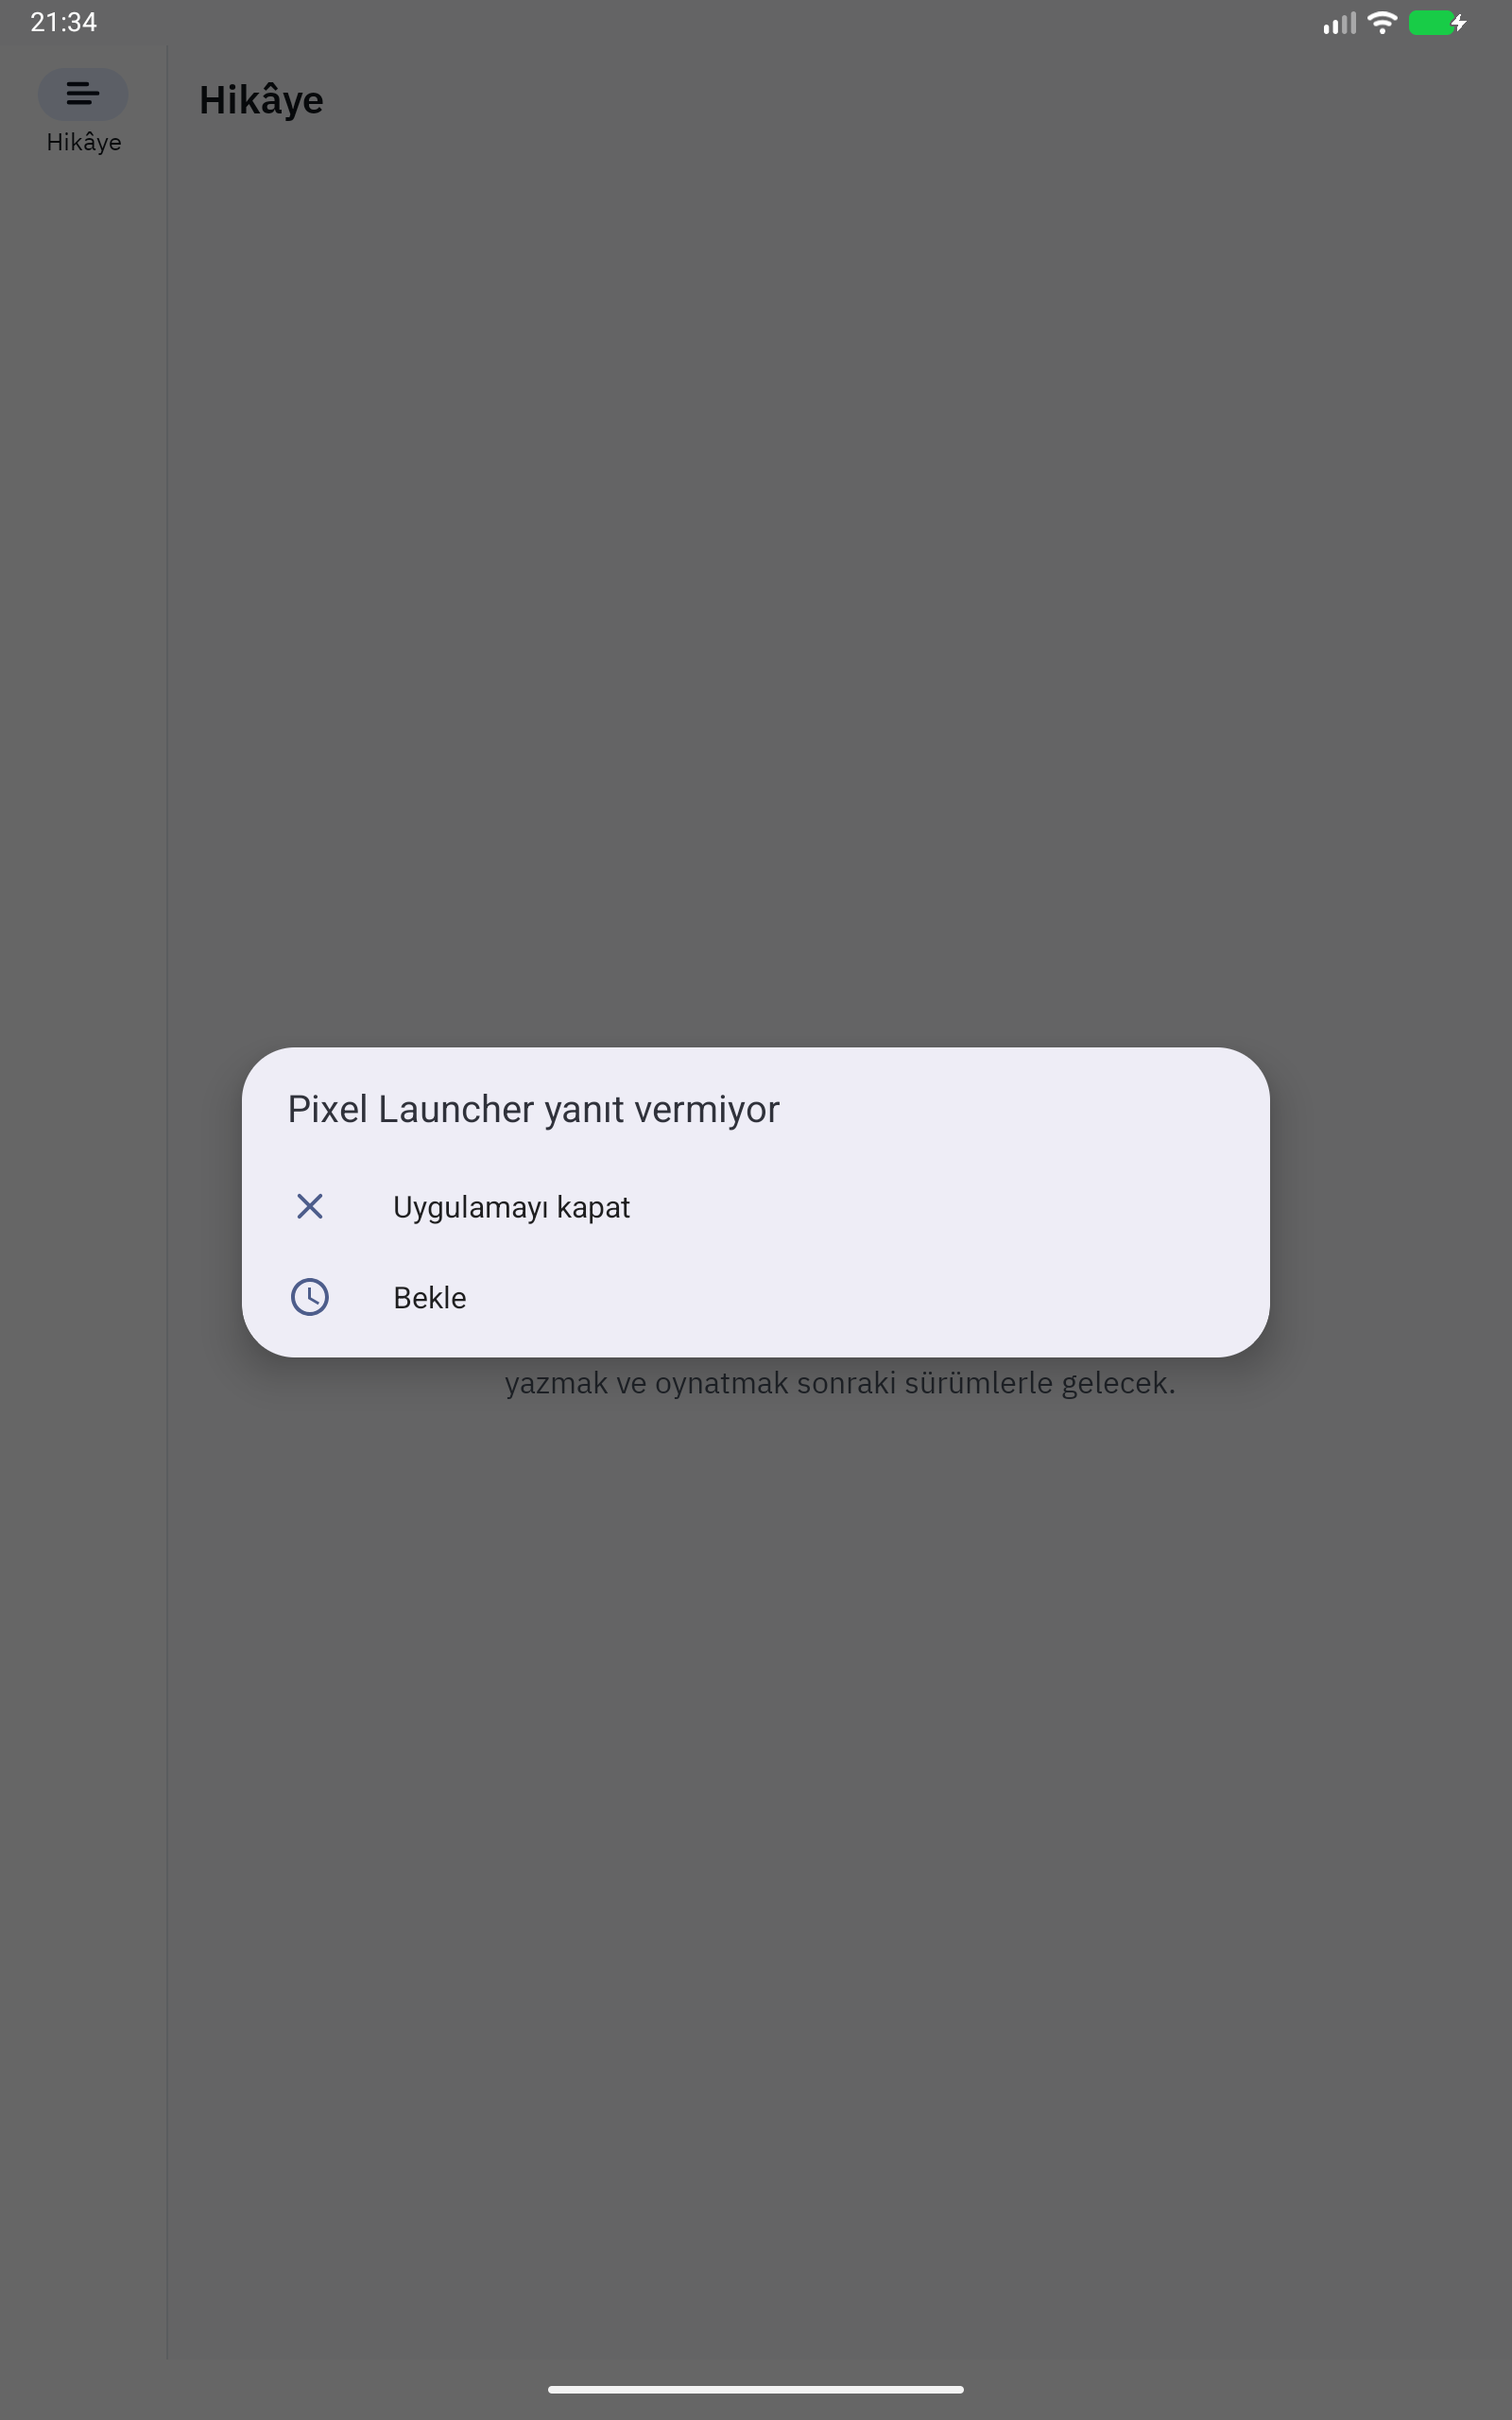 21:34
Hikâye
Hikâye
Pixel Launcher yanıt vermiyor
Uygulamayı kapat
Bekle
yazmak ve oynatmak sonraki sürümlerle gelecek.